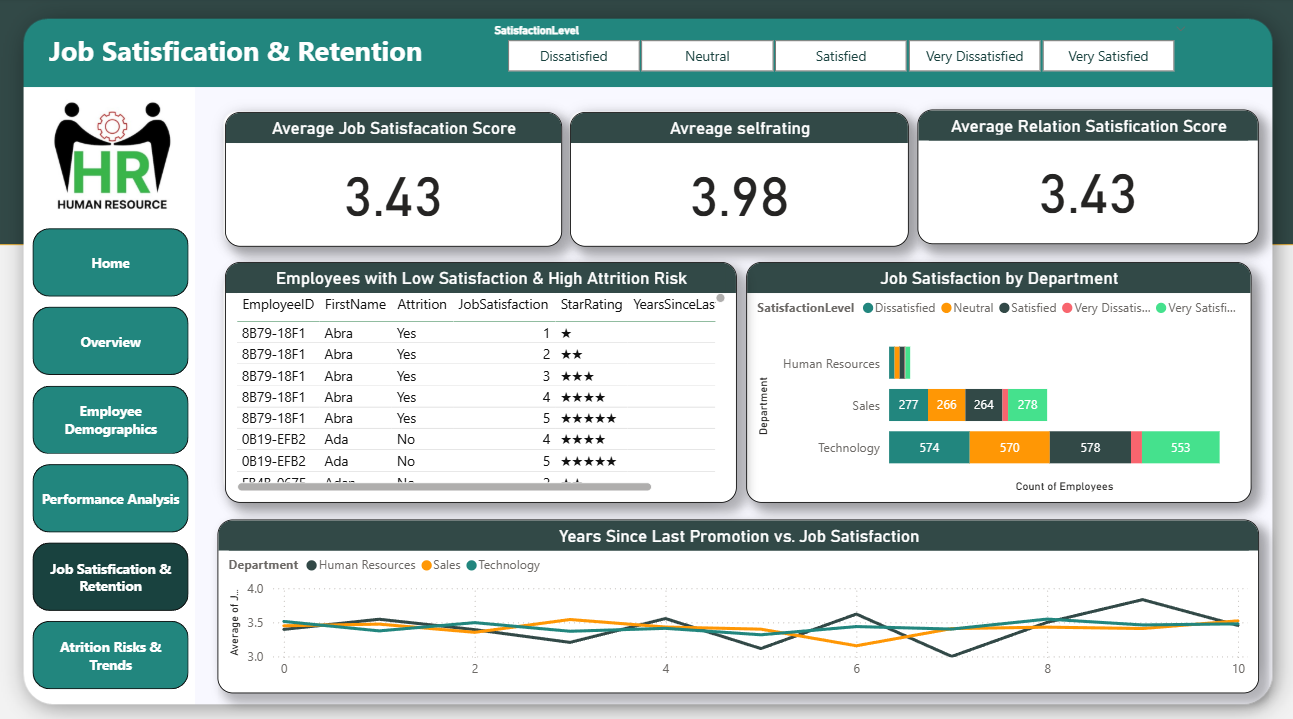 SatisfactionLevel
Job Satisfication & Retention
Dissatisfied Neutral Satisfied Very Dissatisfied Very Satisfied
HR
HUMAN RESOURCE
Home
Overview
Employee
Demographics
Performance Analysis
Job Satisfication &
Retention
Atrition Risks &
Trends
Average Job Satisfacation Score
3.43
Avreage selfrating
3.98
Average Relation Satisfication Score
3.43
Employees with Low Satisfaction & High Attrition Risk
EmployeeID FirstName Attrition JobSatisfaction StarRating YearsSinceLas
8B79-18F1 Abra Yes 1 ★
8B79-18F1 Abra Yes 2 ★★
8B79-18F1 Abra Yes 3 ★★★
8B79-18F1 Abra Yes 4 ★★★★
8B79-18F1 Abra Yes 5 ★★★★★
0B19-EFB2 Ada No 4 ★★★★
0B19-EFB2 Ada No 5 ★★★★★
Job Satisfaction by Department
SatisfactionLevel Dissatisfied Neutral Satisfied Very Dissatis... Very Satisfi...
Department
Human Resources
Sales 277 266 264 278
Technology 574 570 578 553
Count of Employees
Years Since Last Promotion vs. Job Satisfaction
Department Human Resources Sales Technology
Average of J...
4.0
3.5
3.0
0 2 4 6 8 10